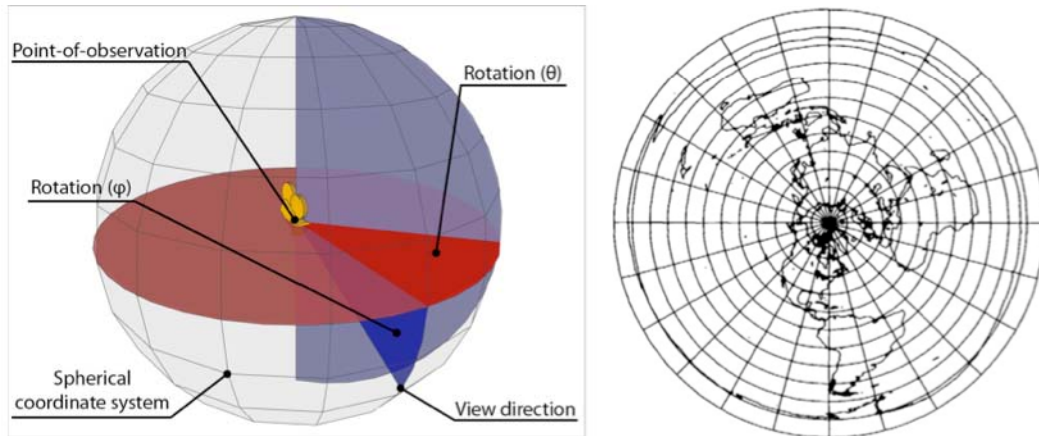 Point-of-observation
Rotation (θ)
Rotation (φ)
Spherical
coordinate system
View direction